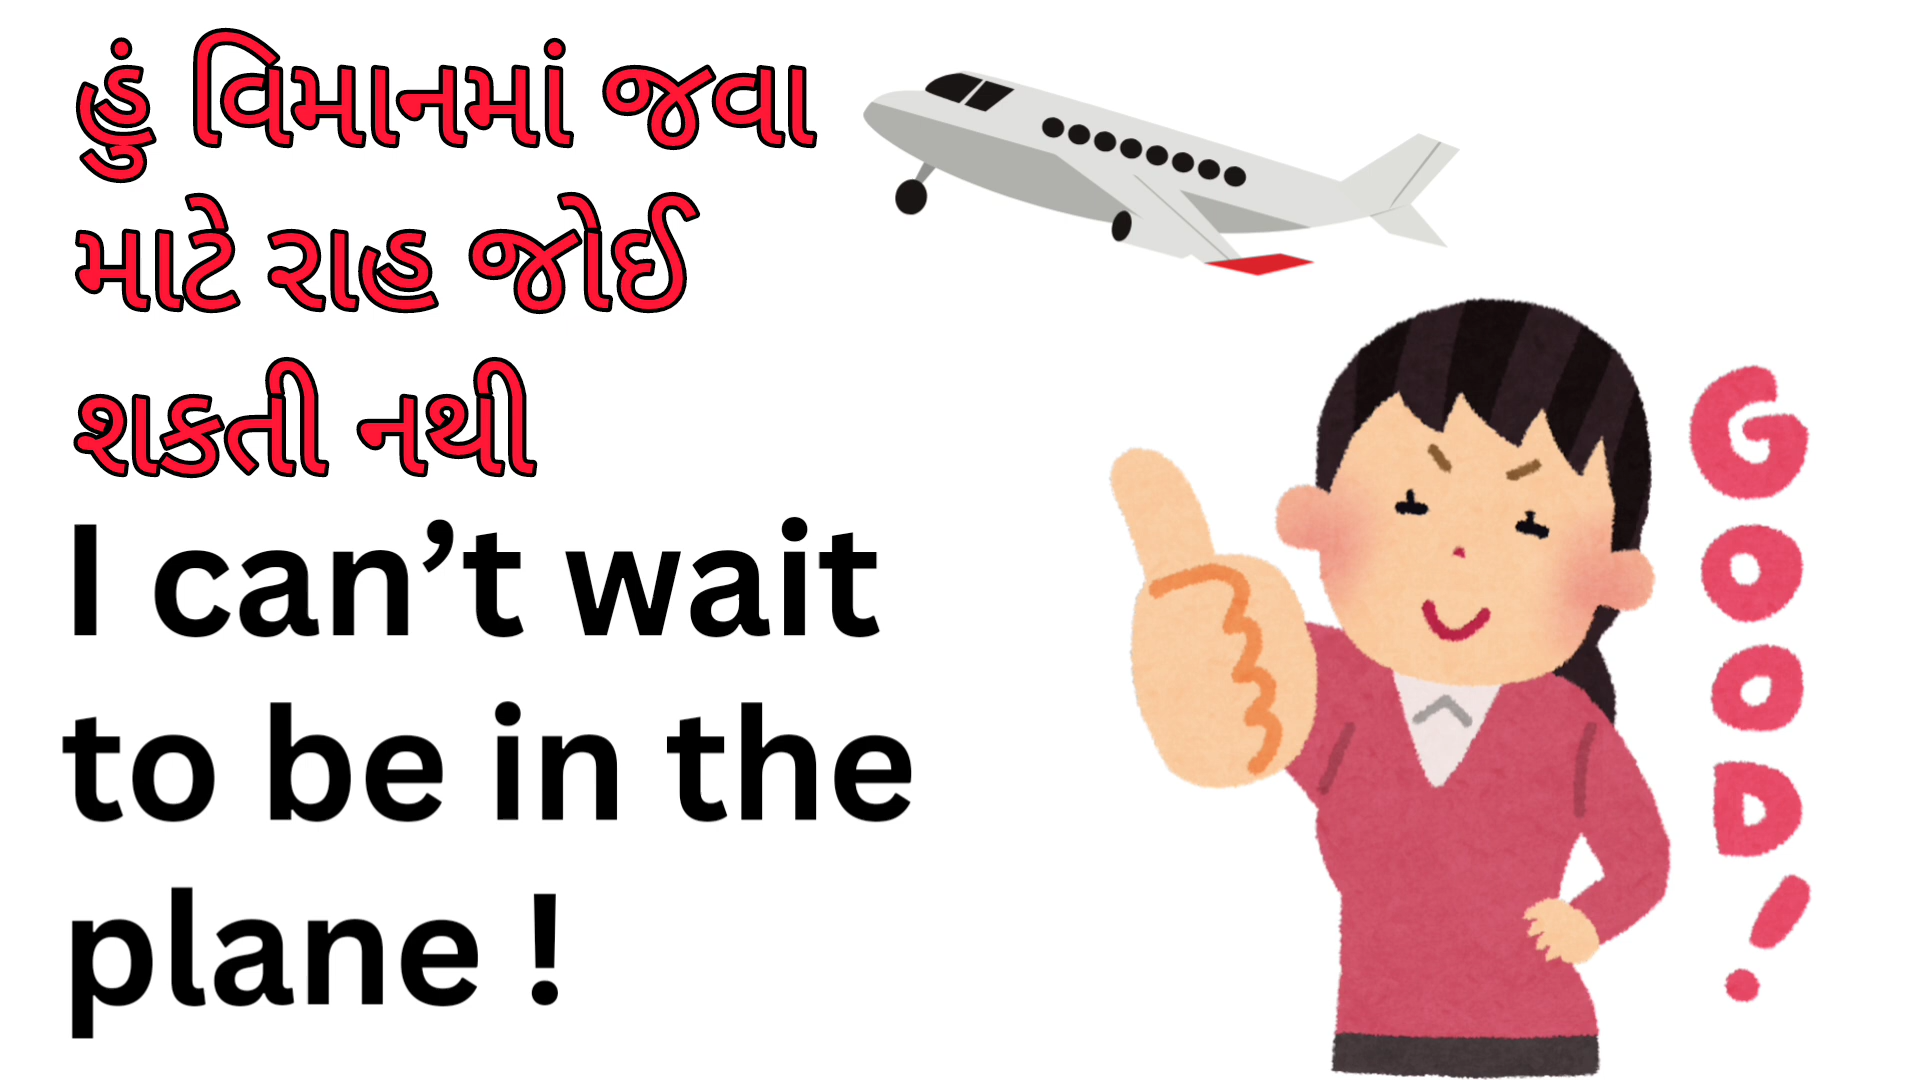 હું વિમાનમાં જવા
માટે રાહ જોઈ
શકતી નથી
I can’t wait
to be in the
plane !
GOOD!